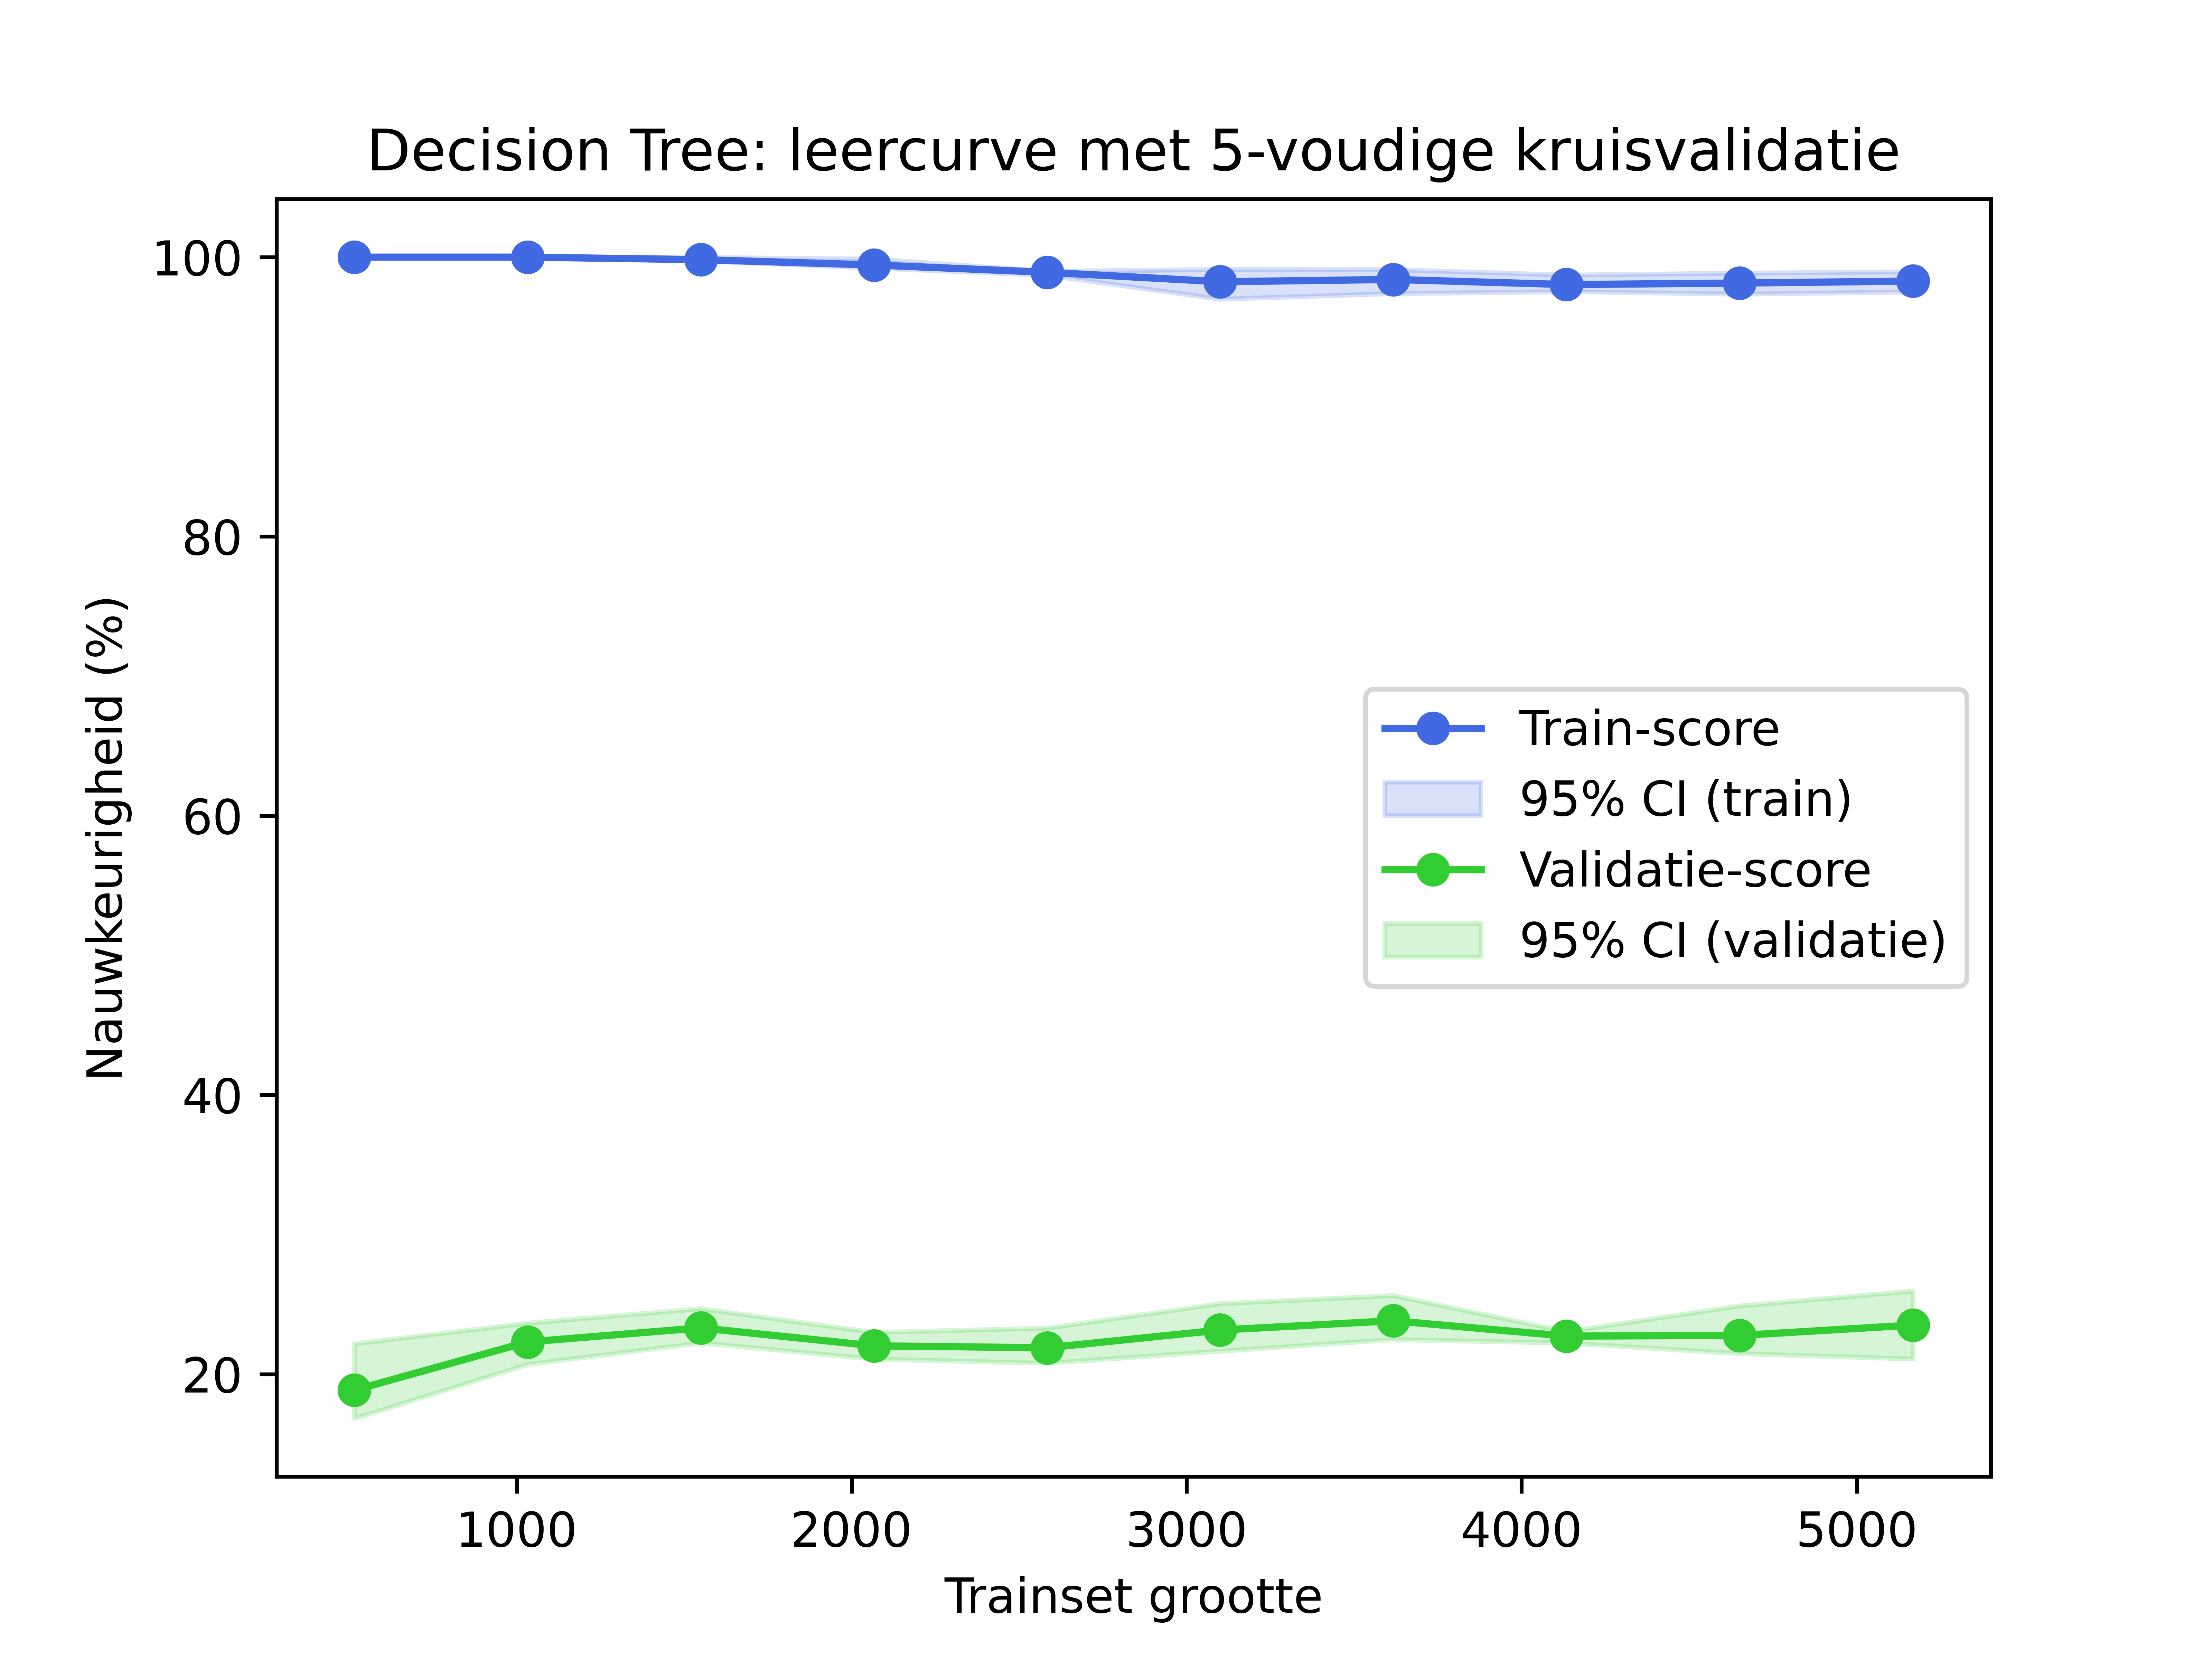 Decision Tree: leercurve met 5-voudige kruisvalidatie
Nauwkeurigheid (%)
100
80
60
40
20
Train-score
95% CI (train)
Validatie-score
95% CI (validatie)
1000 2000 3000 4000 5000
Trainset grootte